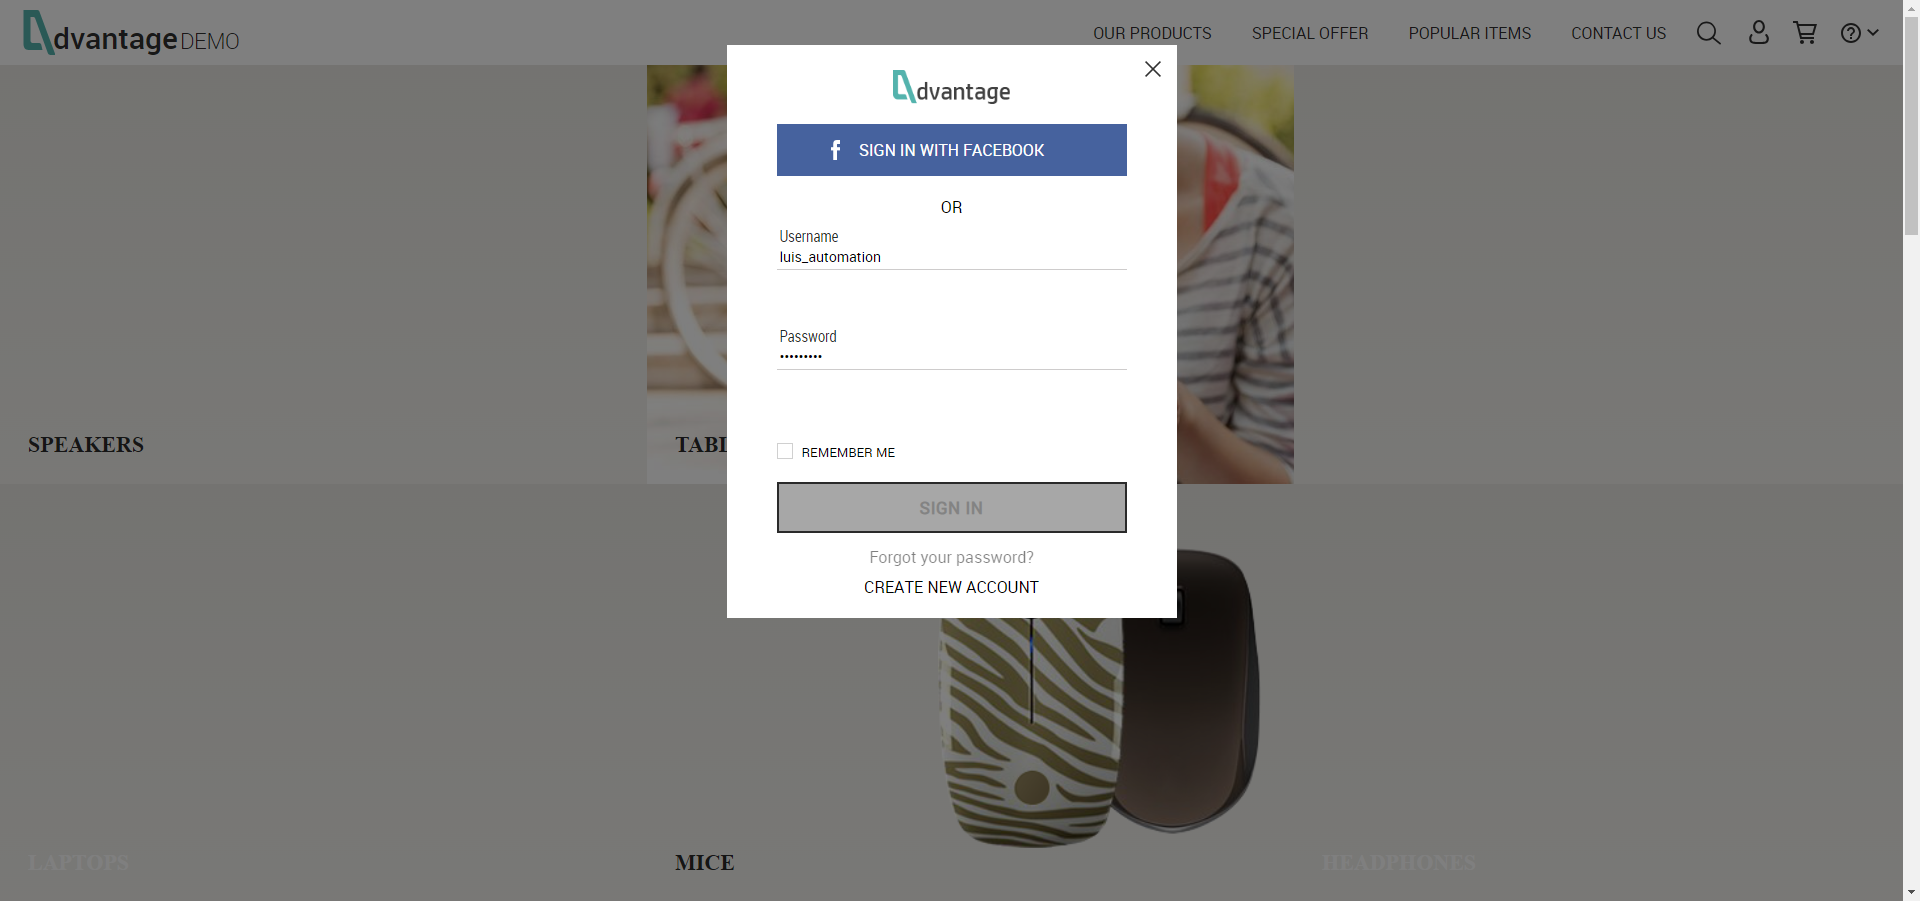 dvantage DEMO
OUR PRODUCTS SPECIAL OFFER POPULAR ITEMS CONTACT US
dvantage
SIGN IN WITH FACEBOOK
OR
Username
luis_automation
Password
•••••••••
REMEMBER ME
SIGN IN
Forgot your password?
CREATE NEW ACCOUNT
SPEAKERS
TABL
LAPTOPS
MICE
HEADPHONES